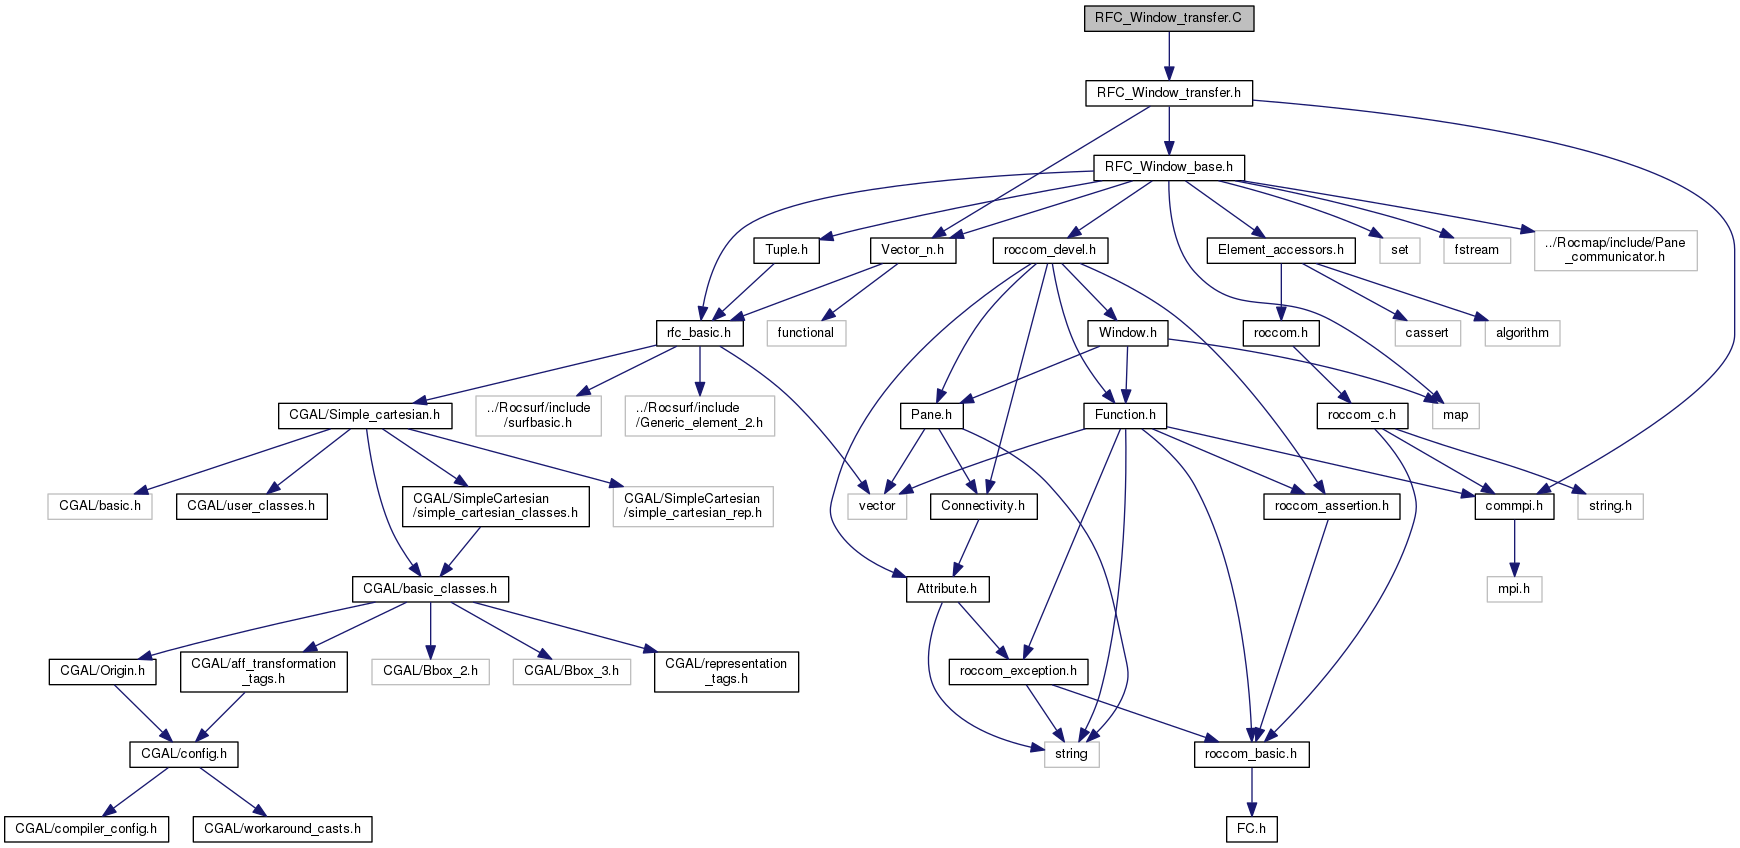 RFC_Window_transfer.C
RFC_Window_transfer.h
RFC_Window_base.h
Tuple.h
Vector_n.h
roccom_devel.h
Element_accessors.h
set
fstream
../Rocmap/include/Pane
_communicator.h
rfc_basic.h
functional
Window.h
roccom.h
cassert
algorithm
CGAL/Simple_cartesian.h
../Rocsurf/include
/surfbasic.h
../Rocsurf/include
/Generic_element_2.h
Pane.h
Function.h
roccom_c.h
map
CGAL/basic.h
CGAL/user_classes.h
CGAL/SimpleCartesian
/simple_cartesian_classes.h
CGAL/SimpleCartesian
/simple_cartesian_rep.h
vector
Connectivity.h
roccom_assertion.h
commpi.h
string.h
CGAL/basic_classes.h
Attribute.h
mpi.h
CGAL/Origin.h
CGAL/aff_transformation
_tags.h
CGAL/Bbox_2.h
CGAL/Bbox_3.h
CGAL/representation
_tags.h
roccom_exception.h
CGAL/config.h
string
roccom_basic.h
CGAL/compiler_config.h
CGAL/workaround_casts.h
FC.h